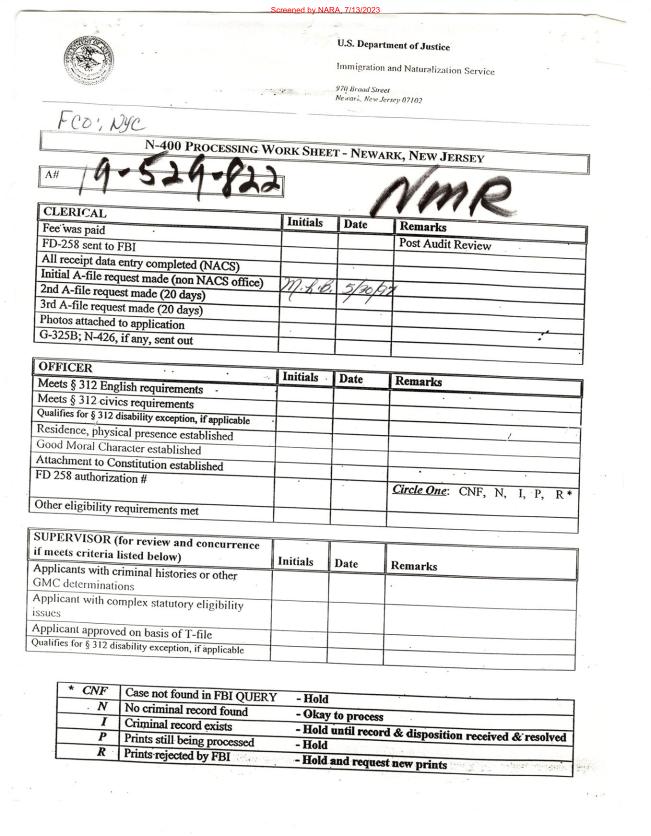 Screened by NARA, 7/13/2023
U.S. Department of Justice
Immigration and Naturalization Service
970 Broad Street
Newark, New Jersey 07102
FCO: NYC
N-400 PROCESSING WORK SHEET - NEWARK, NEW JERSEY
A# 19-529-822
NMR
CLERICAL Initials Date Remarks
Fee was paid
FD-258 sent to FBI Post Audit Review
All receipt data entry completed (NACS)
Initial A-file request made (non NACS office)
2nd A-file request made (20 days) 5/20/97
3rd A-file request made (20 days)
Photos attached to application
G-325B; N-426, if any, sent out
OFFICER Initials Date Remarks
Meets § 312 English requirements
Meets § 312 civics requirements
Qualifies for § 312 disability exception, if applicable
Residence, physical presence established
Good Moral Character established
Attachment to Constitution established
FD 258 authorization #
Circle One: CNF, N, I, P, R*
Other eligibility requirements met
SUPERVISOR (for review and concurrence
if meets criteria listed below) Initials Date Remarks
Applicants with criminal histories or other
GMC determinations
Applicant with complex statutory eligibility
issues
Applicant approved on basis of T-file
Qualifies for § 312 disability exception, if applicable
* CNF Case not found in FBI QUERY - Hold
N No criminal record found - Okay to process
I Criminal record exists - Hold until record & disposition received & resolved
P Prints still being processed - Hold
R Prints rejected by FBI - Hold and request new prints